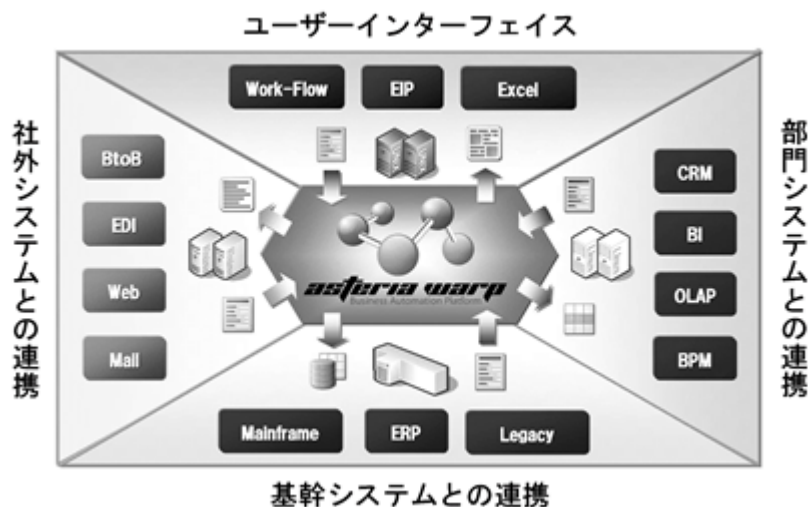 ユーザーインターフェイス
Work-Flow
EIP
Excel
社外システムとの連携
BtoB
EDI
Web
Mail
asteria warp
Business Automation Platform
CRM
BI
OLAP
BPM
部門システムとの連携
Mainframe
ERP
Legacy
基幹システムとの連携